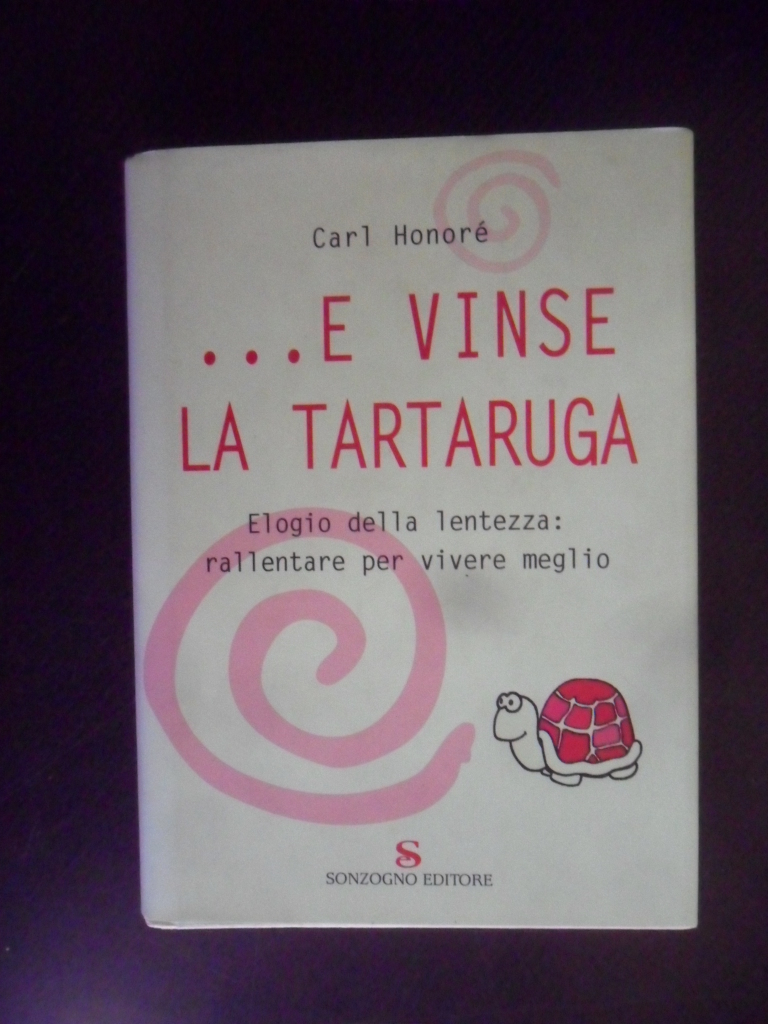 Carl Honoré
...E VINSE
LA TARTARUGA
Elogio della lentezza:
rallentare per vivere meglio
S
SONZOGNO EDITORE